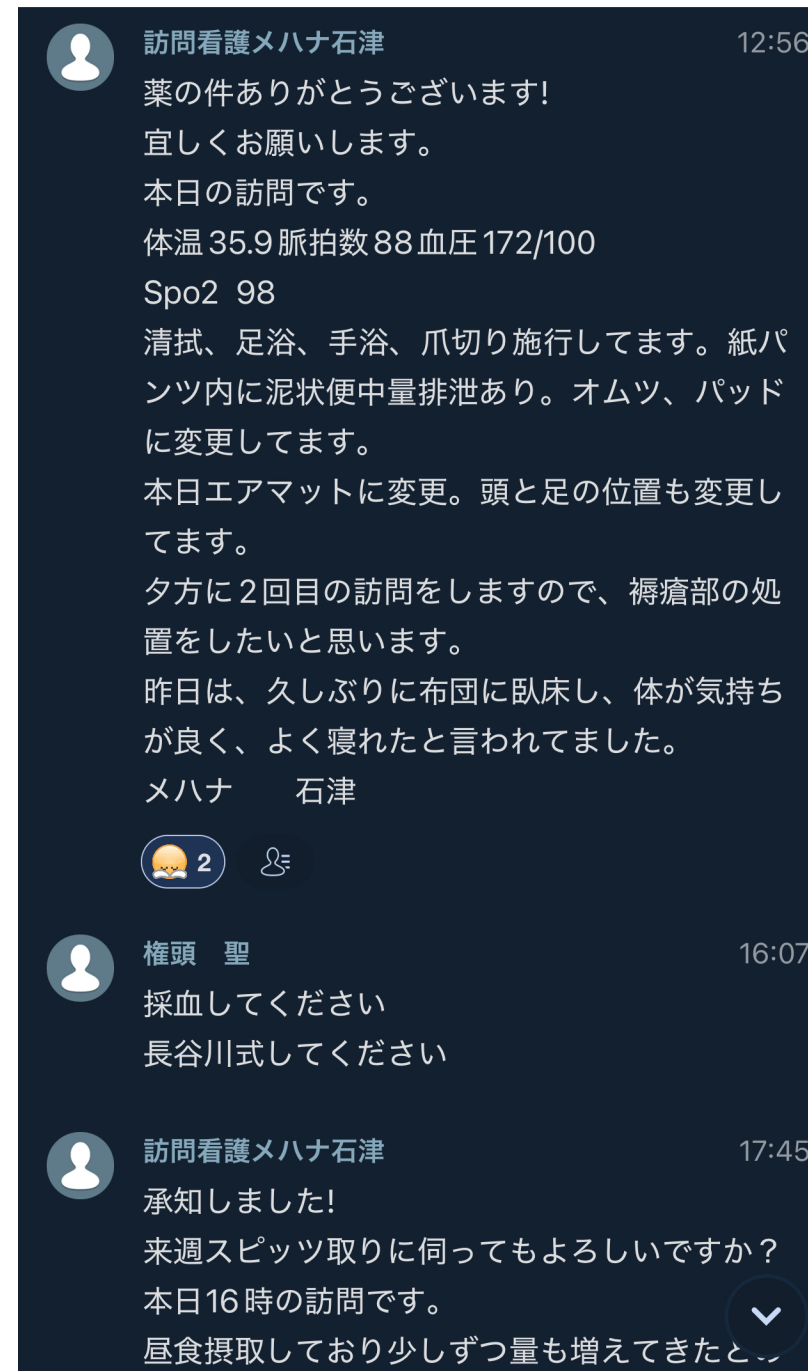 訪問看護メハナ石津 12:56
薬の件ありがとうございます!
宜しくお願いします。
本日の訪問です。
体温35.9脈拍数88血圧172/100
Spo2 98
清拭、足浴、手浴、爪切り施行してます。紙パ
ンツ内に泥状便中量排泄あり。オムツ、パッド
に変更してます。
本日エアマットに変更。頭と足の位置も変更し
てます。
夕方に2回目の訪問をしますので、褥瘡部の処
置をしたいと思います。
昨日は、久しぶりに布団に臥床し、体が気持ち
が良く、よく寝れたと言われてました。
メハナ　　石津
2
権頭　聖 16:07
採血してください
長谷川式してください
訪問看護メハナ石津 17:45
承知しました!
来週スピッツ取りに伺ってもよろしいですか?
本日16時の訪問です。
昼食摂取しており少しずつ量も増えてきたと